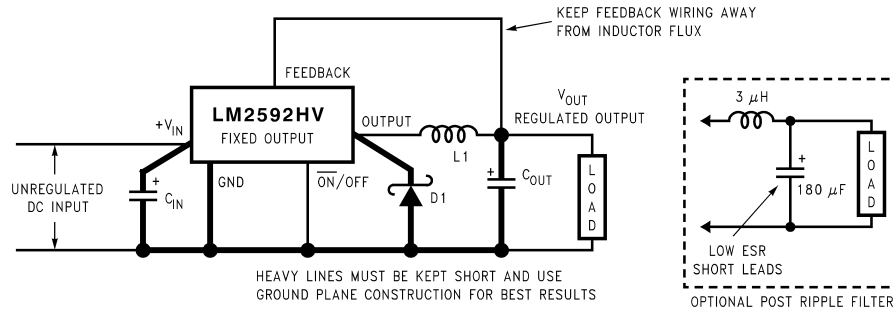 KEEP FEEDBACK WIRING AWAY
FROM INDUCTOR FLUX
FEEDBACK
LM2592HV
FIXED OUTPUT
+VIN
OUTPUT
VOUT
REGULATED OUTPUT
L1
UNREGULATED
DC INPUT
+
CIN
GND
ON/OFF
D1
+
COUT
LOAD
HEAVY LINES MUST BE KEPT SHORT AND USE
GROUND PLANE CONSTRUCTION FOR BEST RESULTS
3 μH
+
180 μF
LOAD
LOW ESR
SHORT LEADS
OPTIONAL POST RIPPLE FILTER